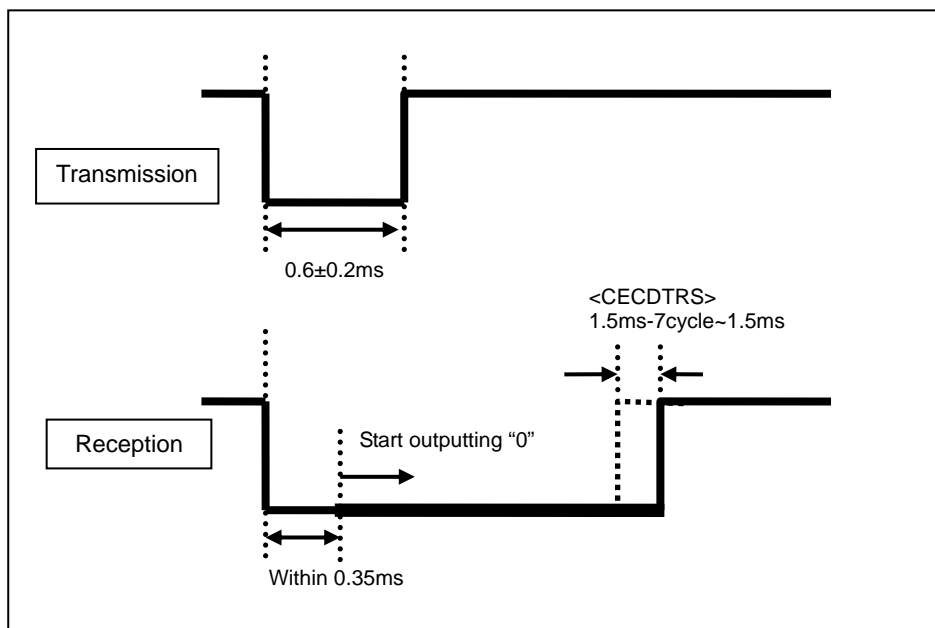 Transmission
0.6±0.2ms
<CECDTRS>
1.5ms-7cycle~1.5ms
Reception
Start outputting “0”
Within 0.35ms